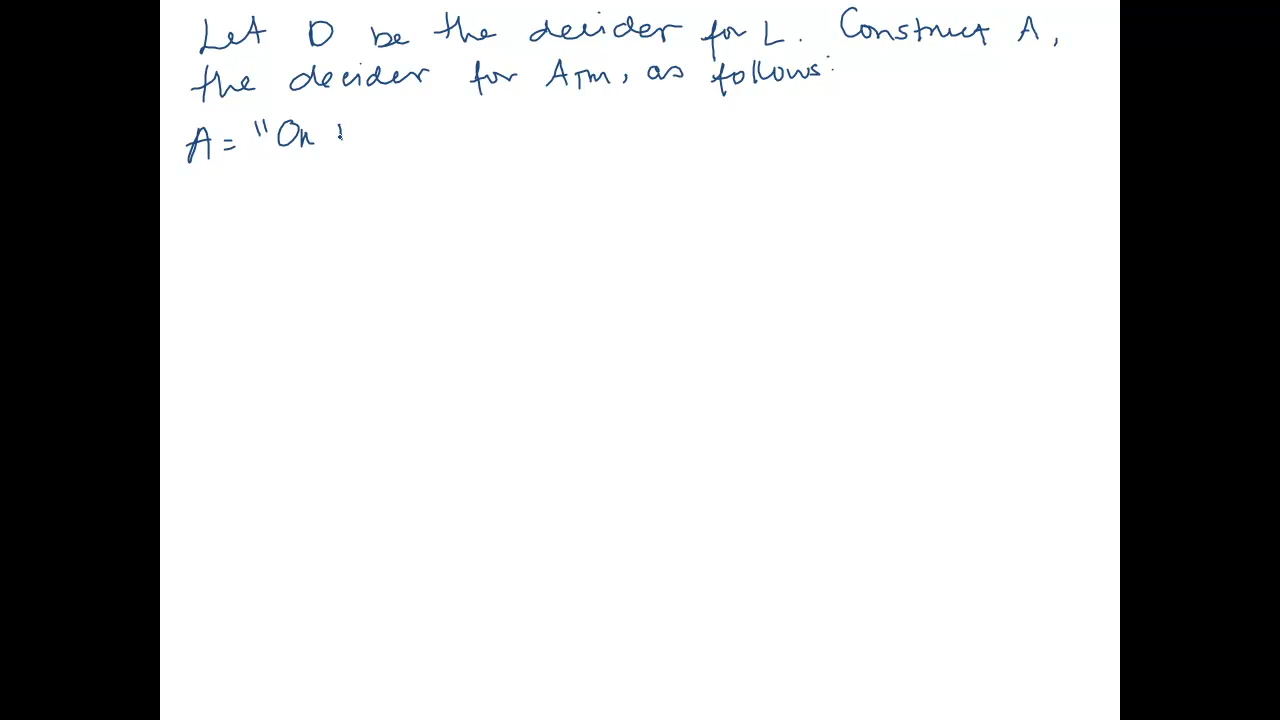 Let D be the decider for L. Construct A,
the decider for ATM, as follows:
A = "On